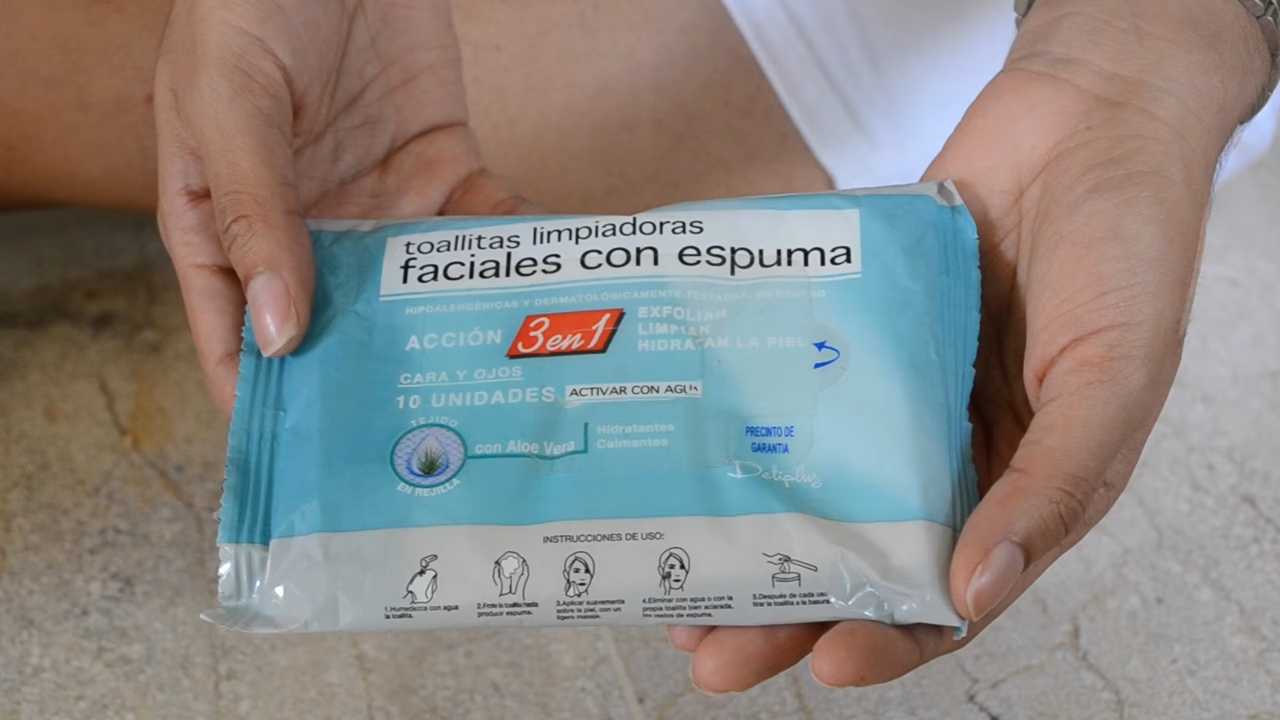 toallitas limpiadoras
faciales con espuma
HIPOALERGÉNICAS Y DERMATOLÓGICAMENTE TESTADAS
ACCIÓN 3 en 1
EXFOLIAN
LIMPIAN
HIDRATAN LA PIEL
CARA Y OJOS
10 UNIDADES ACTIVAR CON AGUA
TEJIDO
EN REJILLA
con Aloe Vera
Hidratantes
Calmantes
PRECINTO DE
GARANTIA
Deliplus
INSTRUCCIONES DE USO:
1.Humedezca con agua
la toallita.
2.Frote la toallita hasta
producir espuma.
3.Aplicar suavemente
sobre la piel, con un
ligero masaje.
4.Eliminar con agua o con la
propia toallita bien aclarada,
los restos de espuma.
5.Después de cada uso
tirar la toallita a la basura.